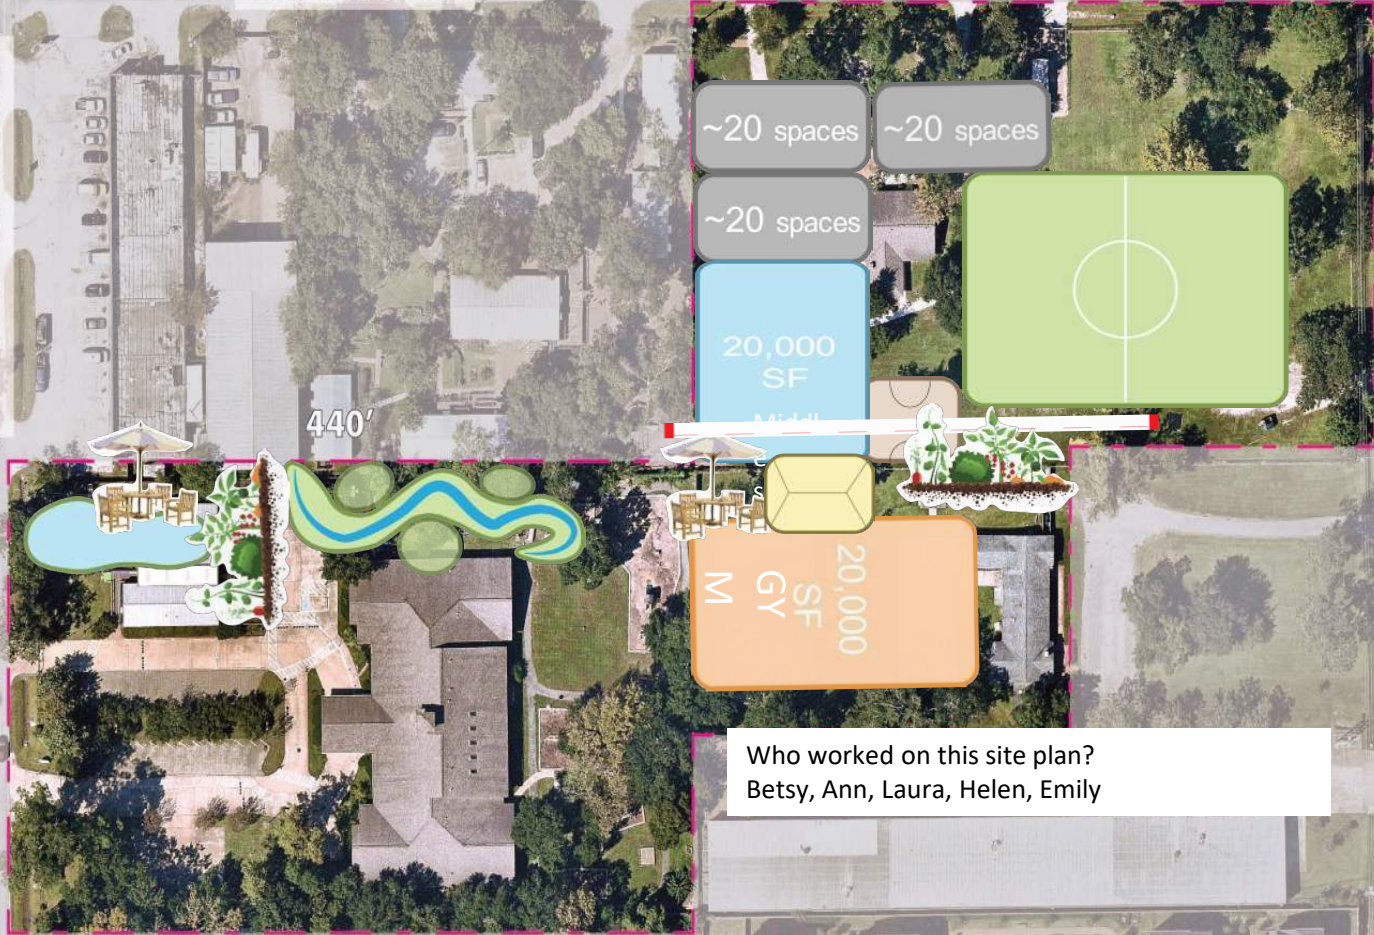 ~20 spaces
~20 spaces
~20 spaces
20,000
SF
440’
20,000
SF
GY
M
Who worked on this site plan?
Betsy, Ann, Laura, Helen, Emily